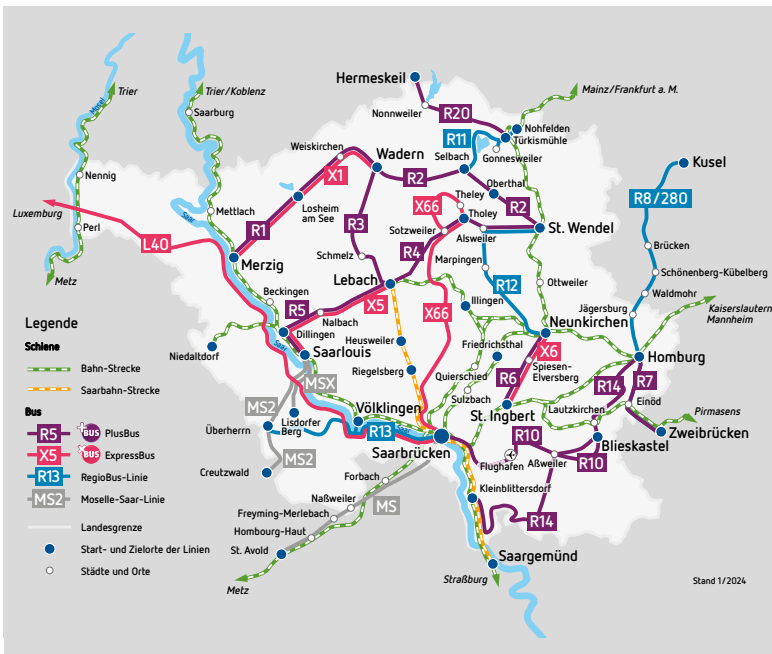 Hermeskeil
Mainz/Frankfurt a. M.
Trier
Trier/Koblenz
Mosel
Saarburg
Nonnweiler
R20
Nohfelden
Türkismühle
R11
Weiskirchen
Wadern
Selbach
Gonnesweiler
Kusel
Nennig
X1
R2
Oberthal
R8/280
Theley
Luxemburg
Mettlach
Saar
Losheim
am See
X66
Tholey
R2
Perl
R1
R3
Sotzweiler
St. Wendel
L40
Alsweiler
Brücken
Merzig
Schmelz
R4
Marpingen
Metz
Lebach
Schönenberg-Kübelberg
Beckingen
X5
R12
Ottweiler
Waldmohr
R5
Nalbach
Illingen
Jägersburg
Kaiserslautern
Mannheim
Legende
Dillingen
X66
Neunkirchen
Schiene
Saar
Heusweiler
Friedrichsthal
X6
Niedaltdorf
Saarlouis
Homburg
Bahn-Strecke
Riegelsberg
Quierschied
Spiesen-
Elversberg
Saarbahn-Strecke
MSX
R6
R14
R7
Bus
MS2
Sulzbach
Völklingen
St. Ingbert
Lautzkirchen
Einöd
Pirmasens
R5
+BUS
PlusBus
Überherrn
Lisdorfer
Berg
R13
Saar
R10
Zweibrücken
X5
BUS
ExpressBus
MS2
Saarbrücken
Blieskastel
R13
RegioBus-Linie
Creutzwald
Flughafen
Aßweiler
R10
MS2
Moselle-Saar-Linie
Forbach
Kleinblittersdorf
Naßweiler
MS
Freyming-Merlebach
R14
Landesgrenze
Hombourg-Haut
Start- und Zielorte der Linien
St. Avold
Saargemünd
Städte und Orte
Metz
Straßburg
Stand 1/2024